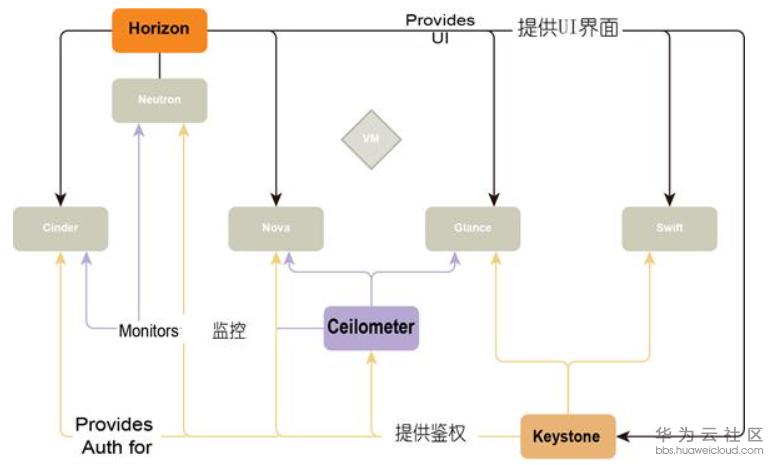 Horizon
Provides
UI
提供UI界面
Neutron
VM
Cinder
Nova
Glance
Swift
Monitors
监控
Ceilometer
Provides
Auth for
提供鉴权
Keystone
华为云社区
bbs.huaweicloud.com